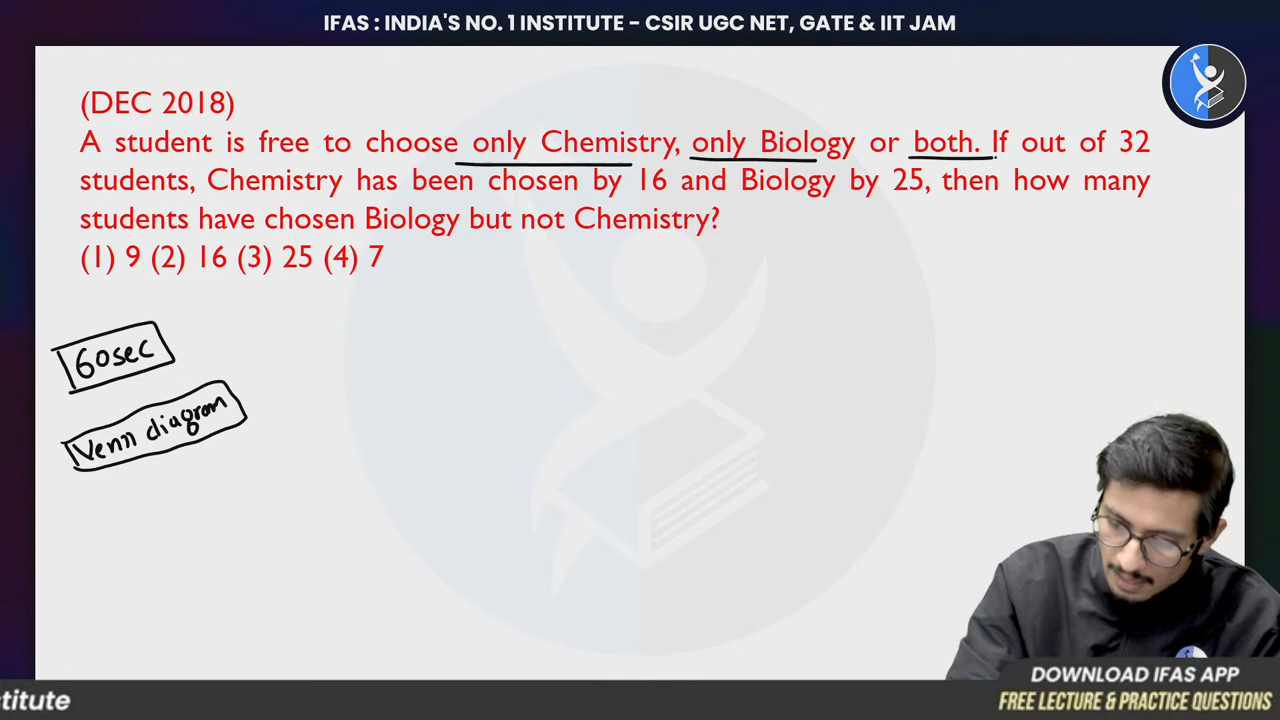 IFAS : INDIA'S NO. 1 INSTITUTE - CSIR UGC NET, GATE & IIT JAM
(DEC 2018)
A student is free to choose only Chemistry, only Biology or both. If out of 32
students, Chemistry has been chosen by 16 and Biology by 25, then how many
students have chosen Biology but not Chemistry?
(1) 9 (2) 16 (3) 25 (4) 7
60sec
Venn diagram
DOWNLOAD IFAS APP
stitute
FREE LECTURE & PRACTICE QUESTIONS